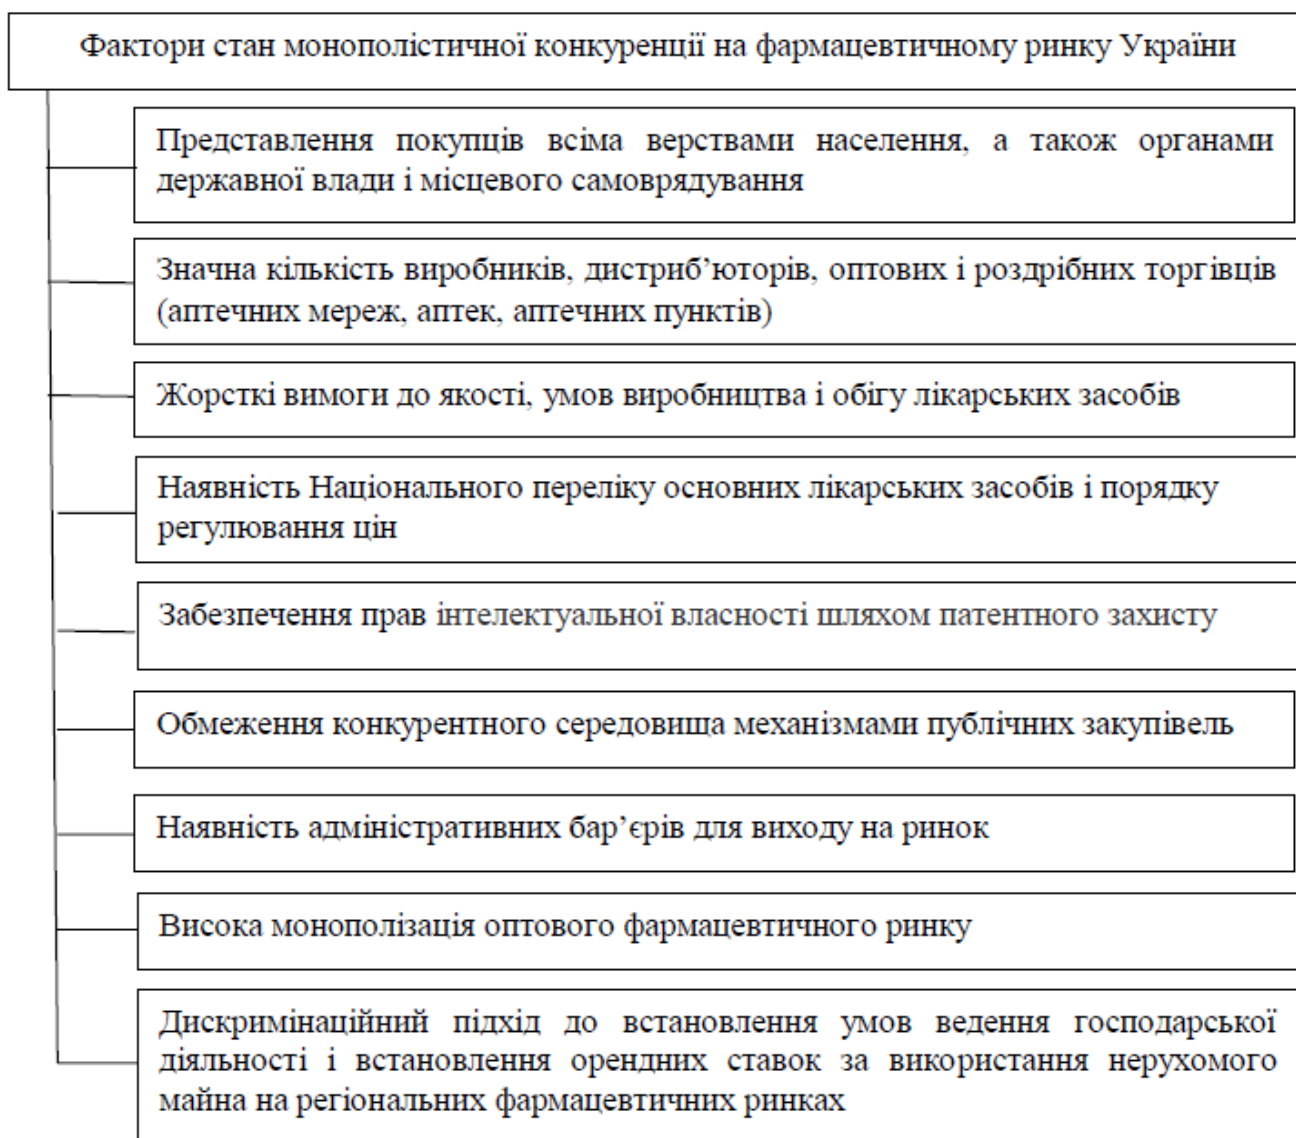 Фактори стан монополістичної конкуренції на фармацевтичному ринку України
Представлення покупців всіма верствами населення, а також органами
державної влади і місцевого самоврядування
Значна кількість виробників, дистриб’юторів, оптових і роздрібних торгівців
(аптечних мереж, аптек, аптечних пунктів)
Жорсткі вимоги до якості, умов виробництва і обігу лікарських засобів
Наявність Національного переліку основних лікарських засобів і порядку
регулювання цін
Забезпечення прав інтелектуальної власності шляхом патентного захисту
Обмеження конкурентного середовища механізмами публічних закупівель
Наявність адміністративних бар’єрів для виходу на ринок
Висока монополізація оптового фармацевтичного ринку
Дискримінаційний підхід до встановлення умов ведення господарської
діяльності і встановлення орендних ставок за використання нерухомого
майна на регіональних фармацевтичних ринках